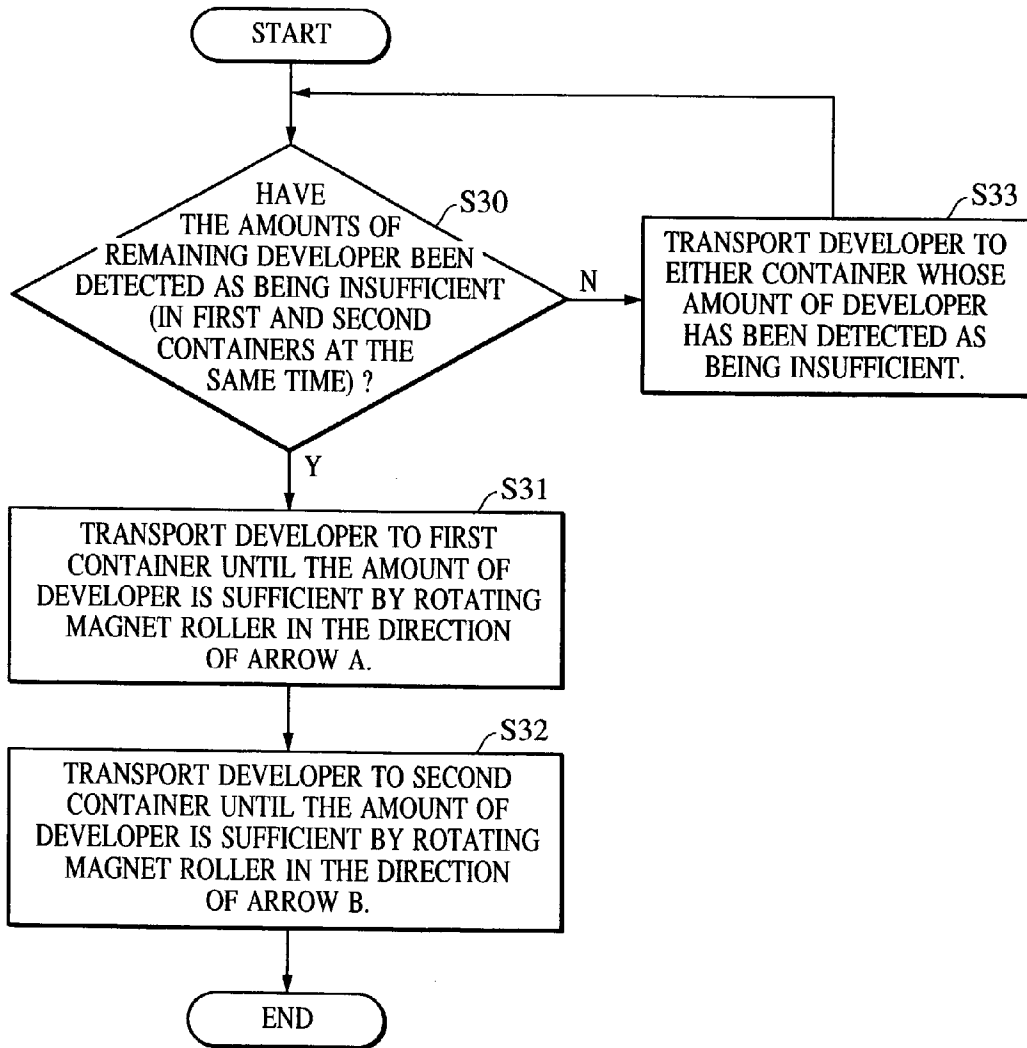 START
HAVE
THE AMOUNTS OF
REMAINING DEVELOPER BEEN
DETECTED AS BEING INSUFFICIENT
(IN FIRST AND SECOND
CONTAINERS AT THE
SAME TIME) ?
S30
N
Y
S33
TRANSPORT DEVELOPER TO
EITHER CONTAINER WHOSE
AMOUNT OF DEVELOPER
HAS BEEN DETECTED AS
BEING INSUFFICIENT.
S31
TRANSPORT DEVELOPER TO FIRST
CONTAINER UNTIL THE AMOUNT OF
DEVELOPER IS SUFFICIENT BY ROTATING
MAGNET ROLLER IN THE DIRECTION
OF ARROW A.
S32
TRANSPORT DEVELOPER TO SECOND
CONTAINER UNTIL THE AMOUNT OF
DEVELOPER IS SUFFICIENT BY ROTATING
MAGNET ROLLER IN THE DIRECTION
OF ARROW B.
END